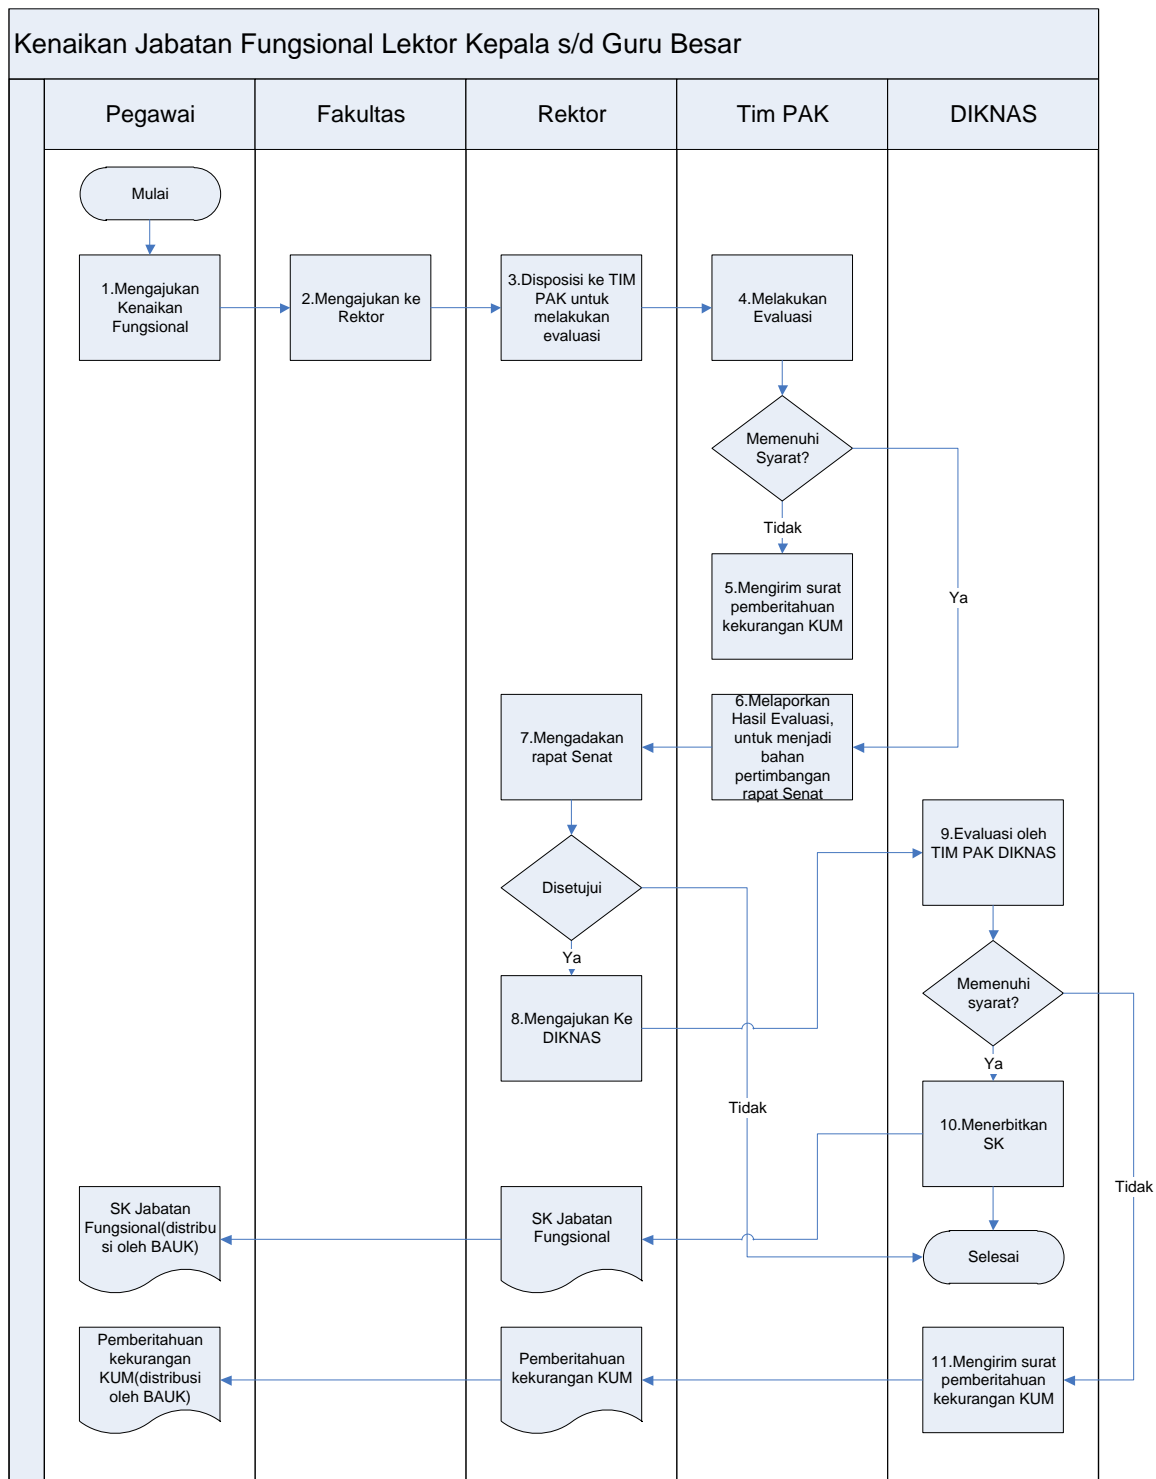 Kenaikan Jabatan Fungsional Lektor Kepala s/d Guru Besar
Pegawai
Fakultas
Rektor
Tim PAK
DIKNAS
Mulai
1.Mengajukan
Kenaikan
Fungsional
2.Mengajukan ke
Rektor
3.Disposisi ke TIM
PAK untuk
melakukan
evaluasi
4.Melakukan
Evaluasi
Memenuhi
Syarat?
Tidak
Ya
5.Mengirim surat
pemberitahuan
kekurangan KUM
6.Melaporkan
Hasil Evaluasi,
untuk menjadi
bahan
pertimbangan
rapat Senat
7.Mengadakan
rapat Senat
Disetujui
Ya
Tidak
8.Mengajukan Ke
DIKNAS
9.Evaluasi oleh
TIM PAK DIKNAS
Memenuhi
syarat?
Ya
Tidak
10.Menerbitkan
SK
SK Jabatan
Fungsional
SK Jabatan
Fungsional(distribu
si oleh BAUK)
Selesai
11.Mengirim surat
pemberitahuan
kekurangan KUM
Pemberitahuan
kekurangan KUM
Pemberitahuan
kekurangan
KUM(distribusi
oleh BAUK)